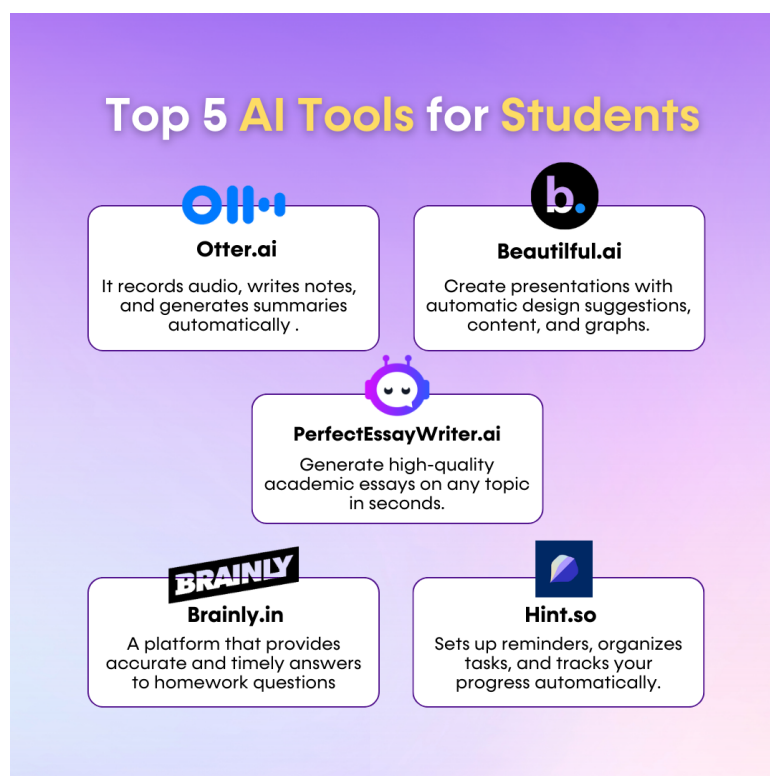 Top 5 AI Tools for Students
Otter.ai
It records audio, writes notes,
and generates summaries
automatically .
b.
Beautilful.ai
Create presentations with
automatic design suggestions,
content, and graphs.
PerfectEssayWriter.ai
Generate high-quality
academic essays on any topic
in seconds.
BRAINLY
Brainly.in
A platform that provides
accurate and timely answers
to homework questions
Hint.so
Sets up reminders, organizes
tasks, and tracks your
progress automatically.